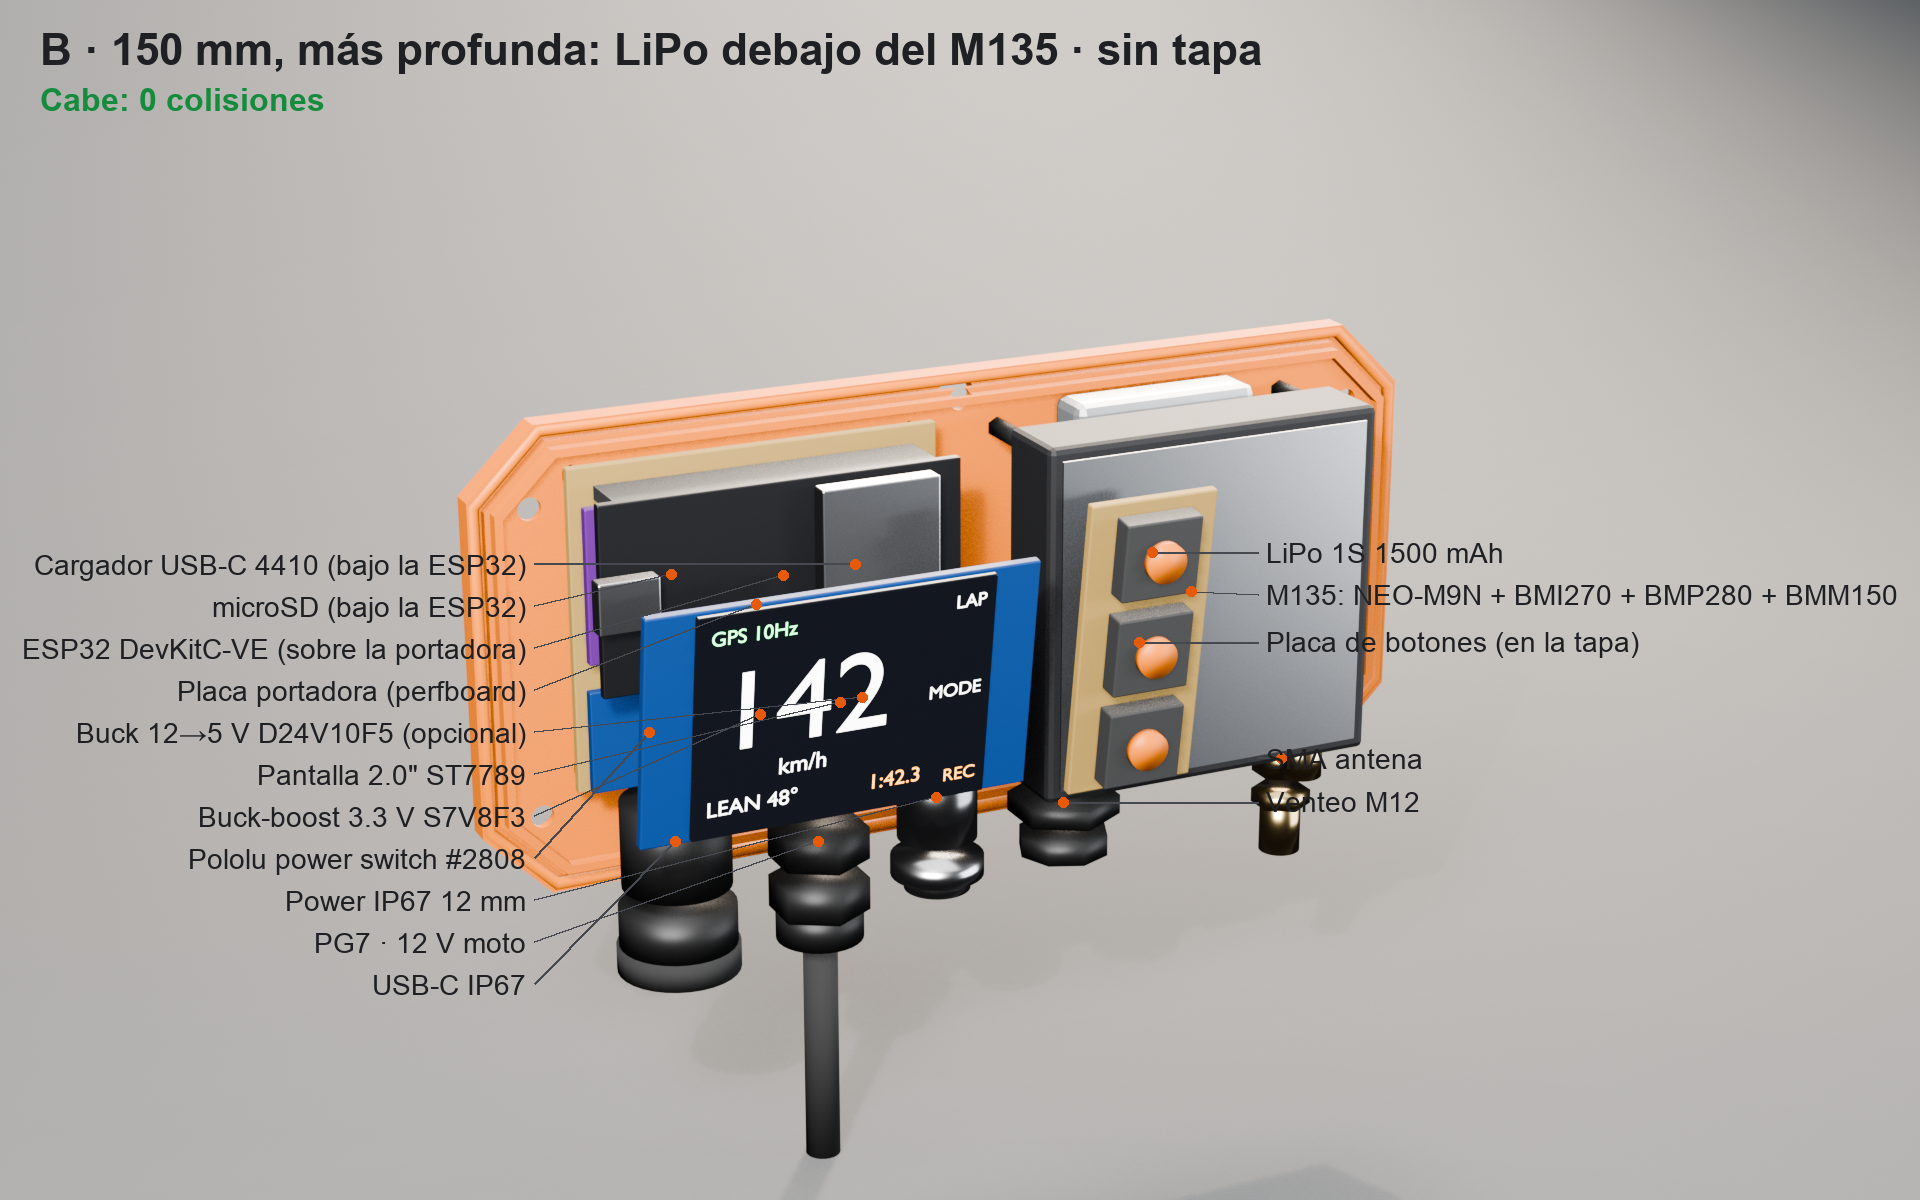 B · 150 mm, más profunda: LiPo debajo del M135 · sin tapa
Cabe: 0 colisiones
Cargador USB-C 4410 (bajo la ESP32)
microSD (bajo la ESP32)
ESP32 DevKitC-VE (sobre la portadora)
Placa portadora (perfboard)
Buck 12→5 V D24V10F5 (opcional)
Pantalla 2.0" ST7789
Buck-boost 3.3 V S7V8F3
Pololu power switch #2808
Power IP67 12 mm
PG7 · 12 V moto
USB-C IP67
LAP
GPS 10Hz
142
MODE
km/h
1:42.3 REC
LEAN 48°
LiPo 1S 1500 mAh
M135: NEO-M9N + BMI270 + BMP280 + BMM150
Placa de botones (en la tapa)
SMA antena
Venteo M12